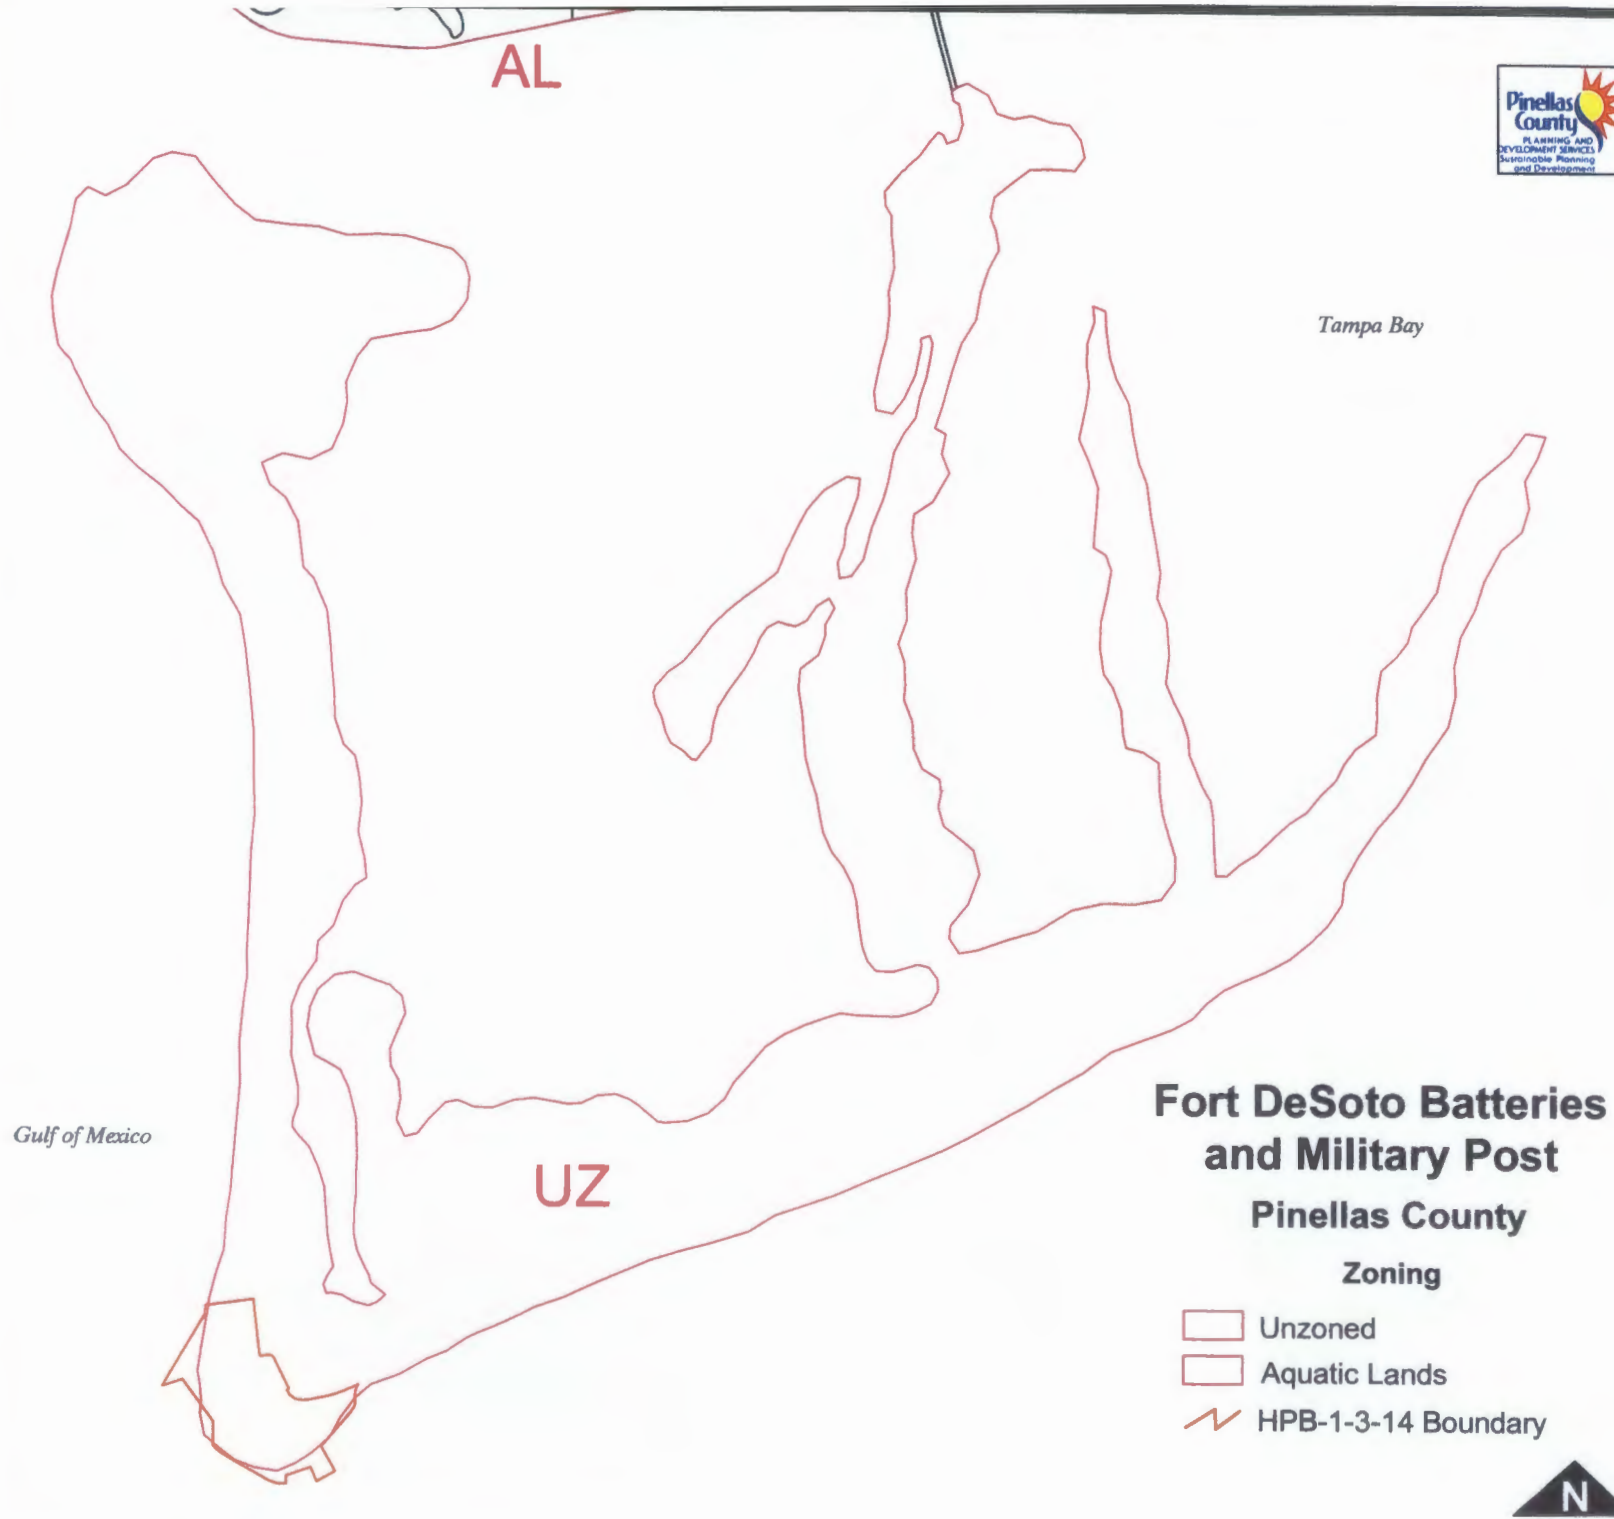 AL
Pinellas
County
PLANNING AND
DEVELOPMENT SERVICES
Sustainable Planning
and Development
Tampa Bay
Gulf of Mexico
UZ
Fort DeSoto Batteries
and Military Post
Pinellas County
Zoning
Unzoned
Aquatic Lands
HPB-1-3-14 Boundary
N